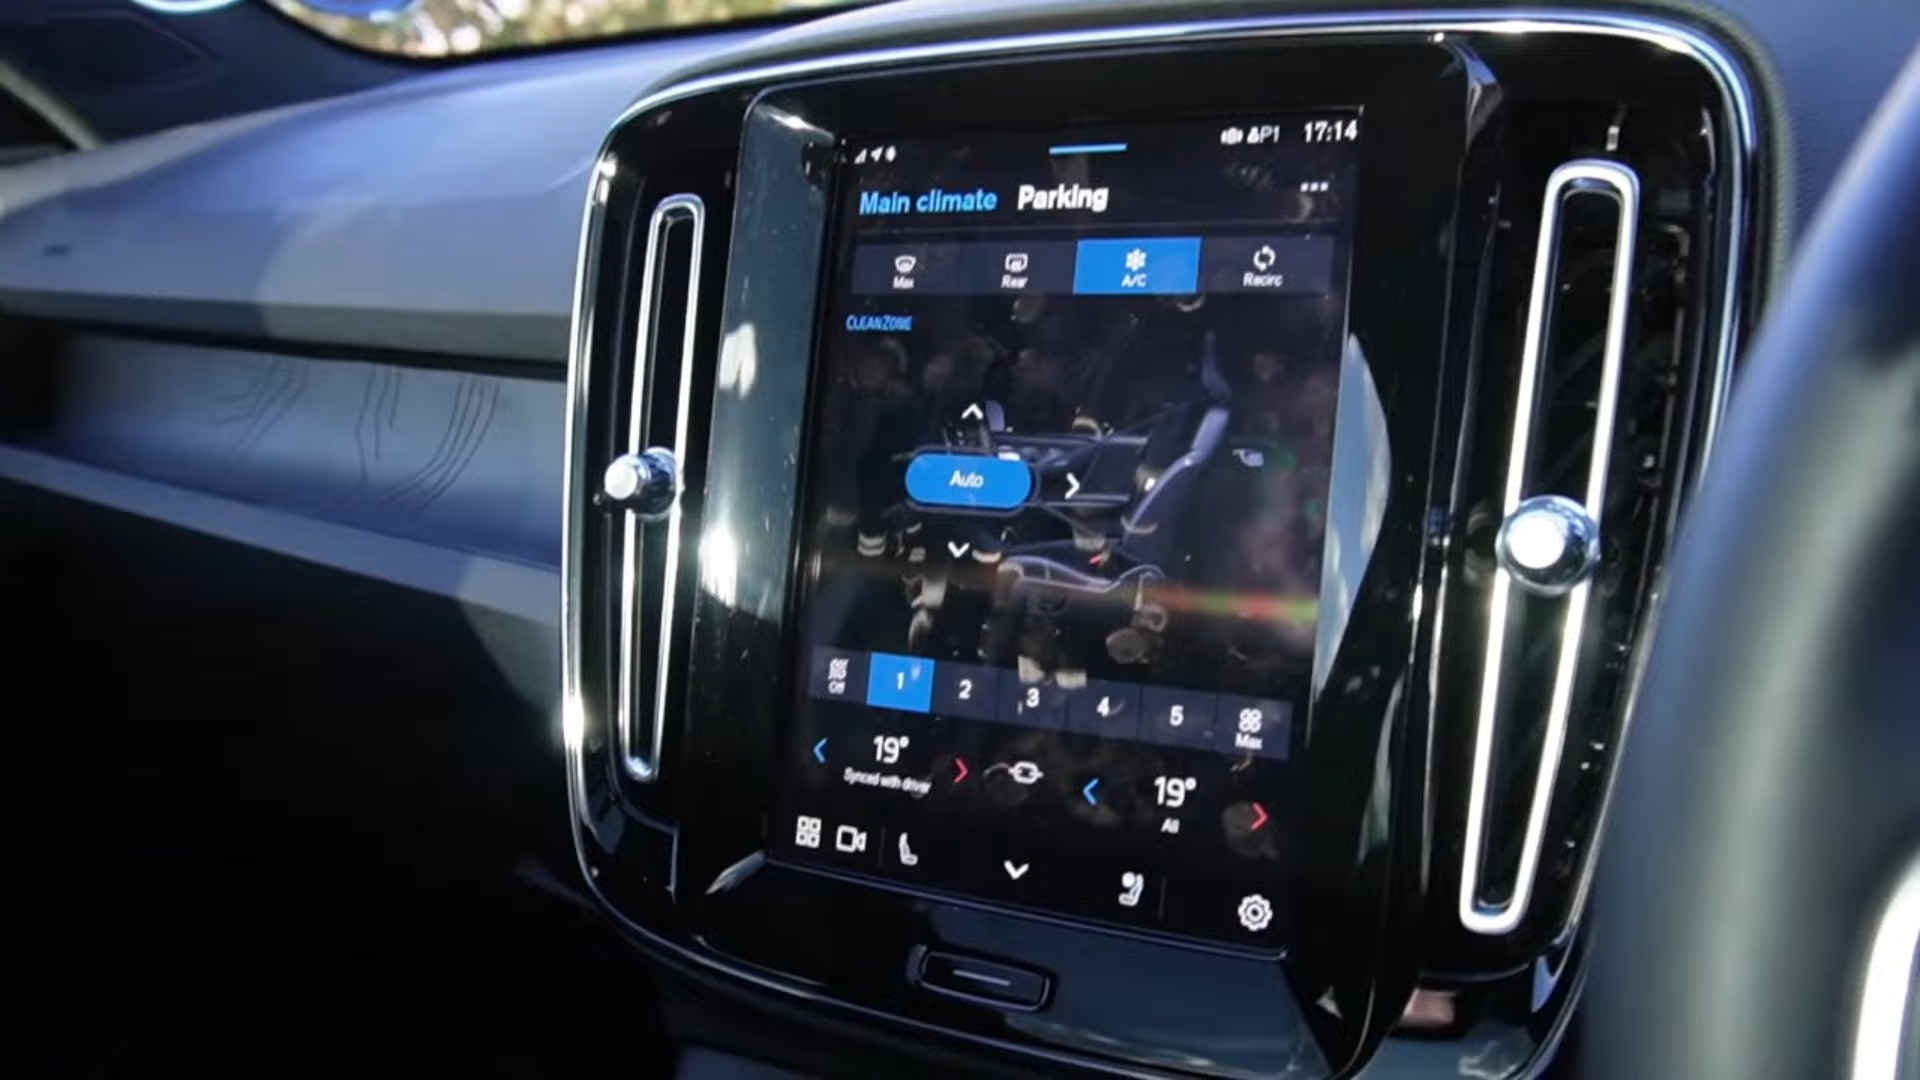 &P1 17:14
Main climate Parking
Max Rear A/C Recirc
CLEANZONE
Auto
Off 1 2 3 4 5 Max
19° 19°
Synced with driver All